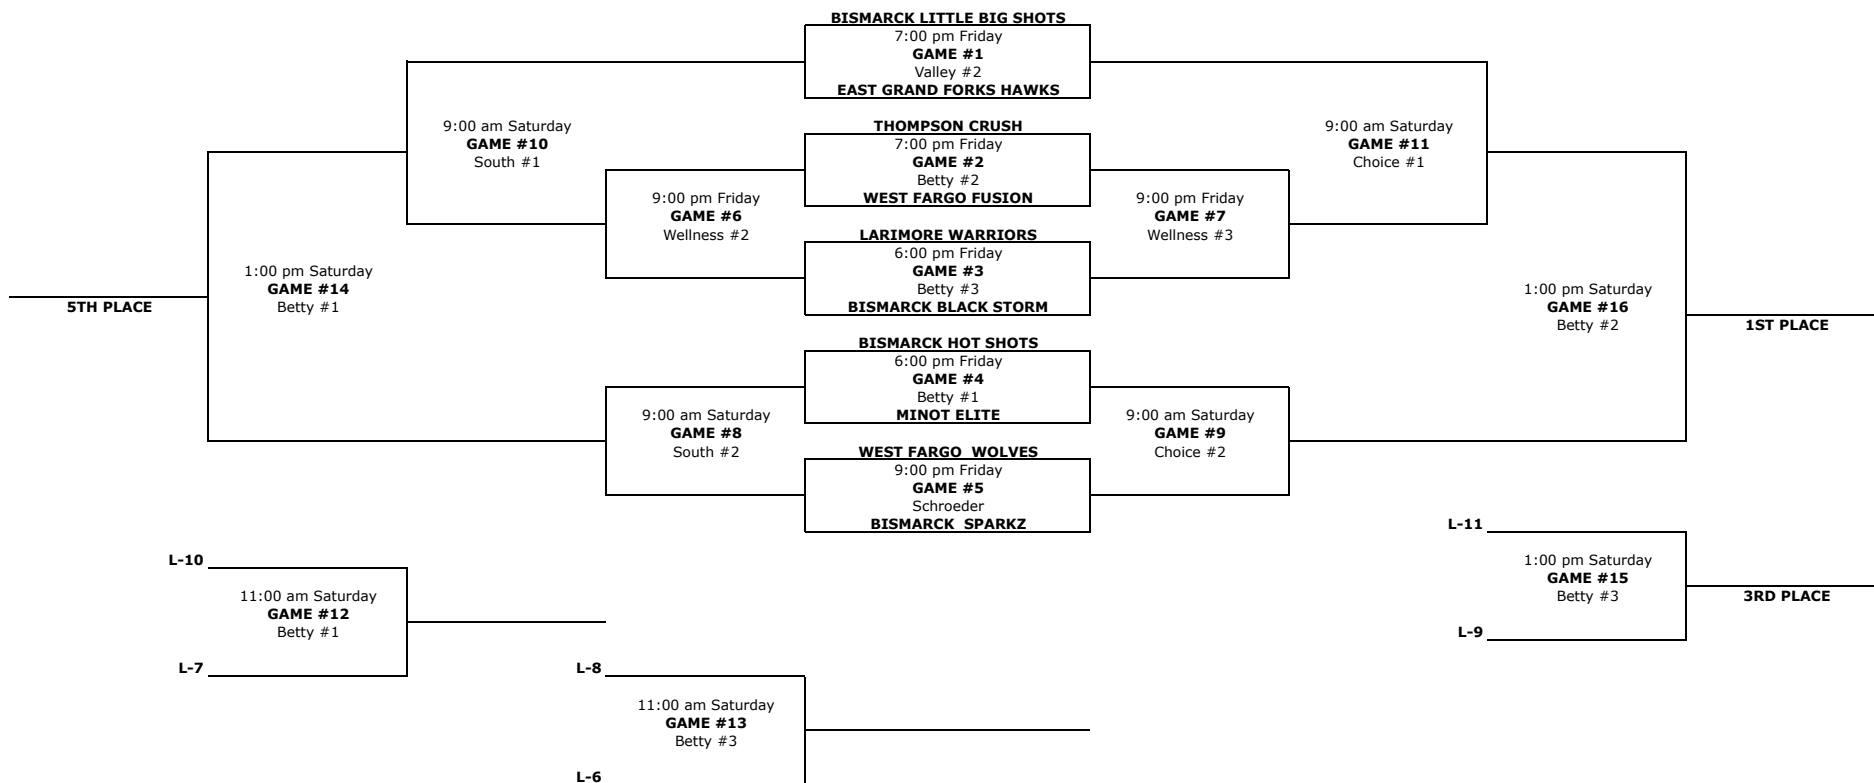 BISMARCK LITTLE BIG SHOTS
7:00 pm Friday
GAME #1
Valley #2
EAST GRAND FORKS HAWKS
9:00 am Saturday
GAME #10
South #1
THOMPSON CRUSH
7:00 pm Friday
GAME #2
Betty #2
WEST FARGO FUSION
9:00 am Saturday
GAME #11
Choice #1
9:00 pm Friday
GAME #6
Wellness #2
9:00 pm Friday
GAME #7
Wellness #3
LARIMORE WARRIORS
6:00 pm Friday
GAME #3
Betty #3
BISMARCK BLACK STORM
1:00 pm Saturday
GAME #14
Betty #1
5TH PLACE
1:00 pm Saturday
GAME #16
Betty #2
1ST PLACE
BISMARCK HOT SHOTS
6:00 pm Friday
GAME #4
Betty #1
MINOT ELITE
9:00 am Saturday
GAME #8
South #2
9:00 am Saturday
GAME #9
Choice #2
WEST FARGO  WOLVES
9:00 pm Friday
GAME #5
Schroeder
BISMARCK  SPARKZ
L-11
1:00 pm Saturday
GAME #15
Betty #3
3RD PLACE
L-9
L-10
11:00 am Saturday
GAME #12
Betty #1
L-7
L-8
11:00 am Saturday
GAME #13
Betty #3
L-6